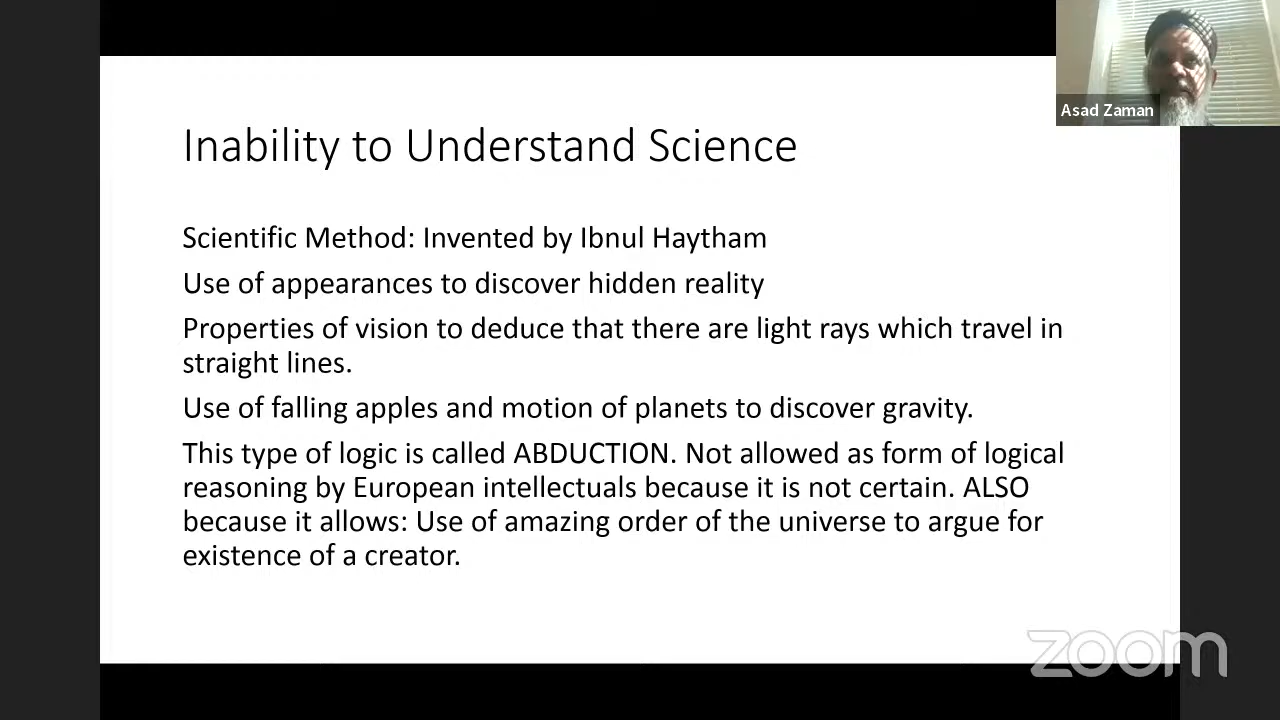 Asad Zaman
Inability to Understand Science
Scientific Method: Invented by Ibnul Haytham
Use of appearances to discover hidden reality
Properties of vision to deduce that there are light rays which travel in
straight lines.
Use of falling apples and motion of planets to discover gravity.
This type of logic is called ABDUCTION. Not allowed as form of logical
reasoning by European intellectuals because it is not certain. ALSO
because it allows: Use of amazing order of the universe to argue for
existence of a creator.
zoom